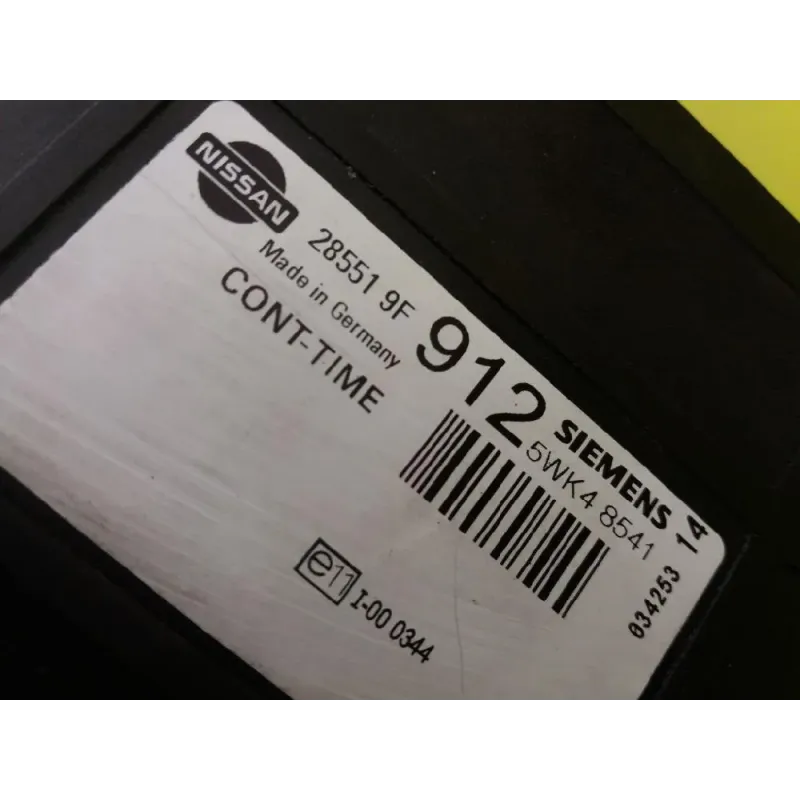 NISSAN
28551 9F 912
Made in Germany
CONT-TIME
SIEMENS
5WK4 8541
e11 I-00 0344
034253 14